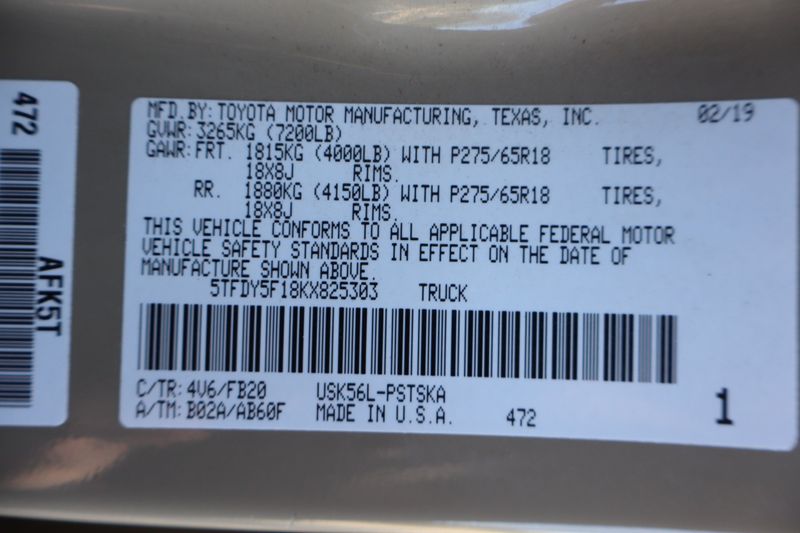 472
AFK5T
MFD.BY:TOYOTA MOTOR MANUFACTURING, TEXAS, INC. 02/19
GVWR:3265KG (7200LB)
GAWR:FRT. 1815KG (4000LB) WITH P275/65R18 TIRES,
18X8J RIMS.
RR. 1880KG (4150LB) WITH P275/65R18 TIRES,
18X8J RIMS.
THIS VEHICLE CONFORMS TO ALL APPLICABLE FEDERAL MOTOR
VEHICLE SAFETY STANDARDS IN EFFECT ON THE DATE OF
MANUFACTURE SHOWN ABOVE.
5TFDY5F18KX825303 TRUCK
C/TR:4V6/FB20 USK56L-PSTSKA
A/TM:B02A/AB60F MADE IN U.S.A. 472 1